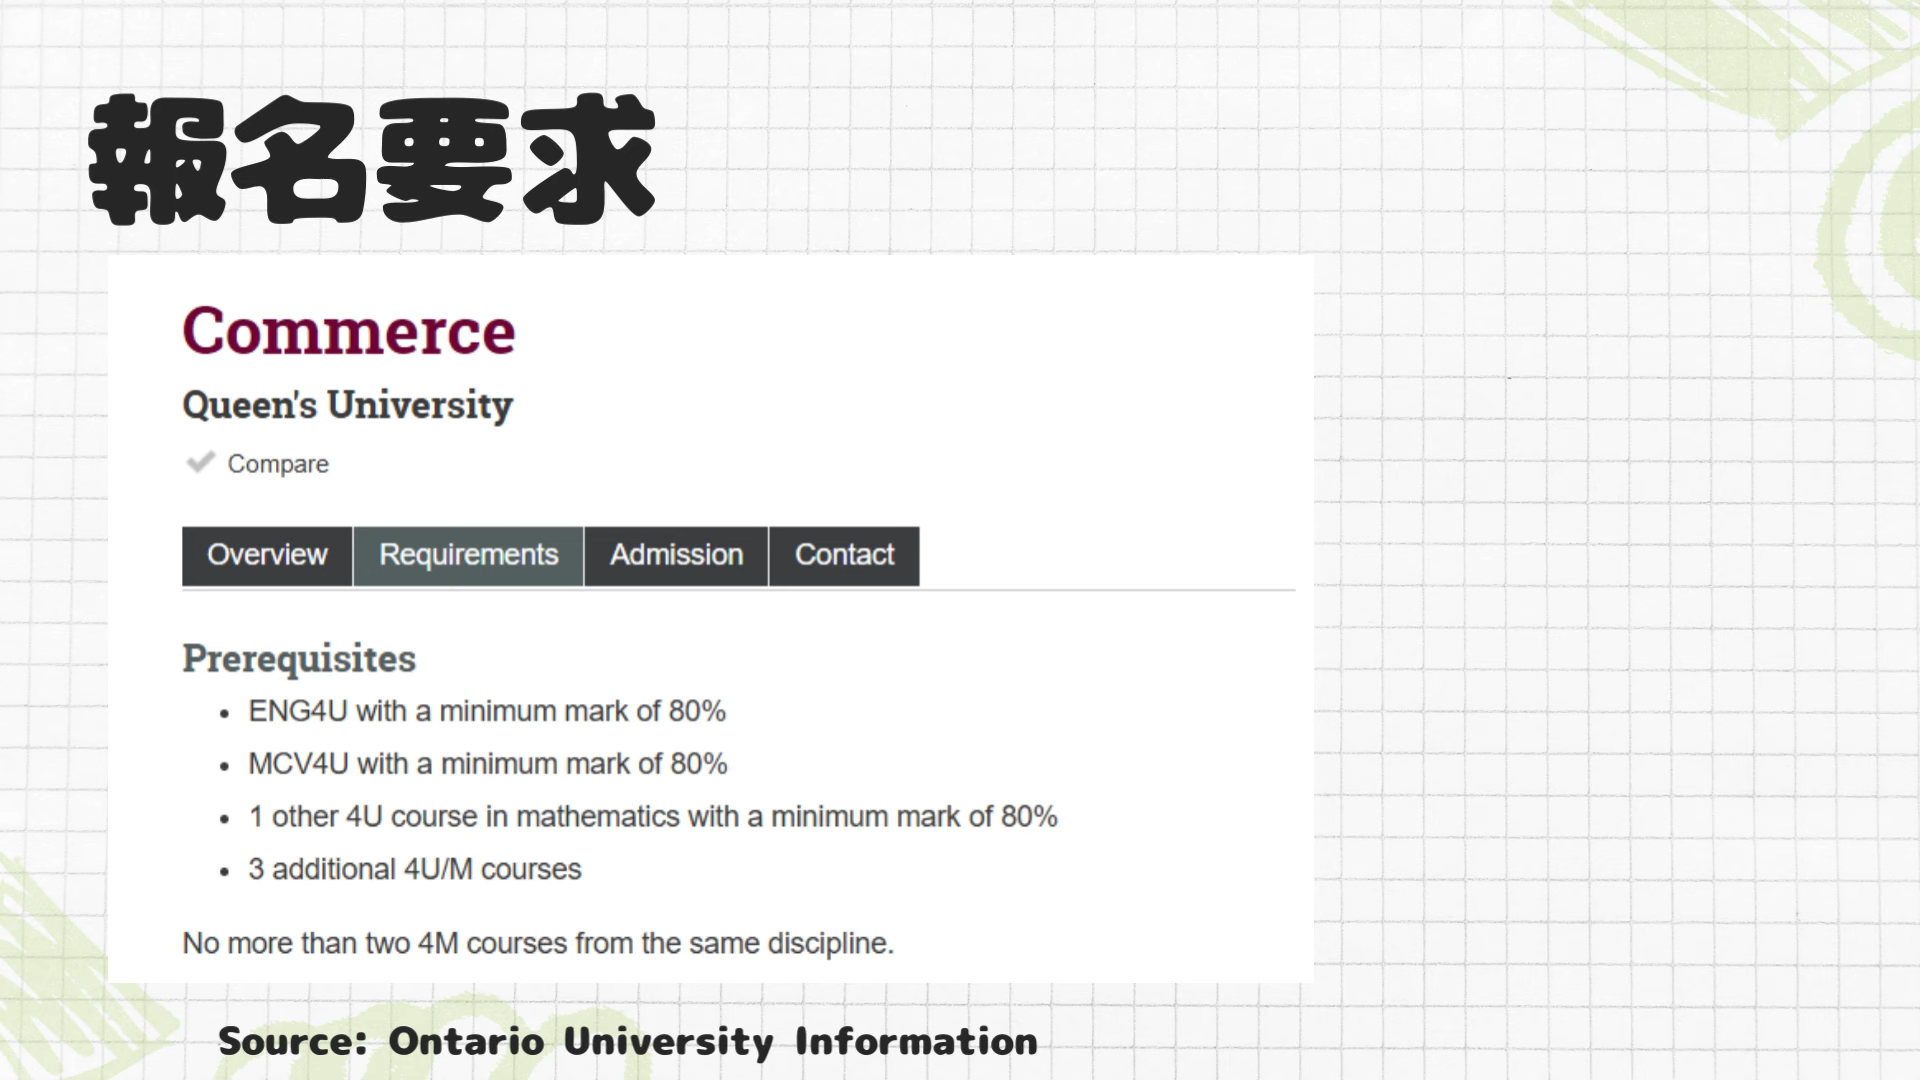 報名要求
Commerce
Queen's University
Compare
Overview Requirements Admission Contact
Prerequisites
• ENG4U with a minimum mark of 80%
• MCV4U with a minimum mark of 80%
• 1 other 4U course in mathematics with a minimum mark of 80%
• 3 additional 4U/M courses
No more than two 4M courses from the same discipline.
Source: Ontario University Information